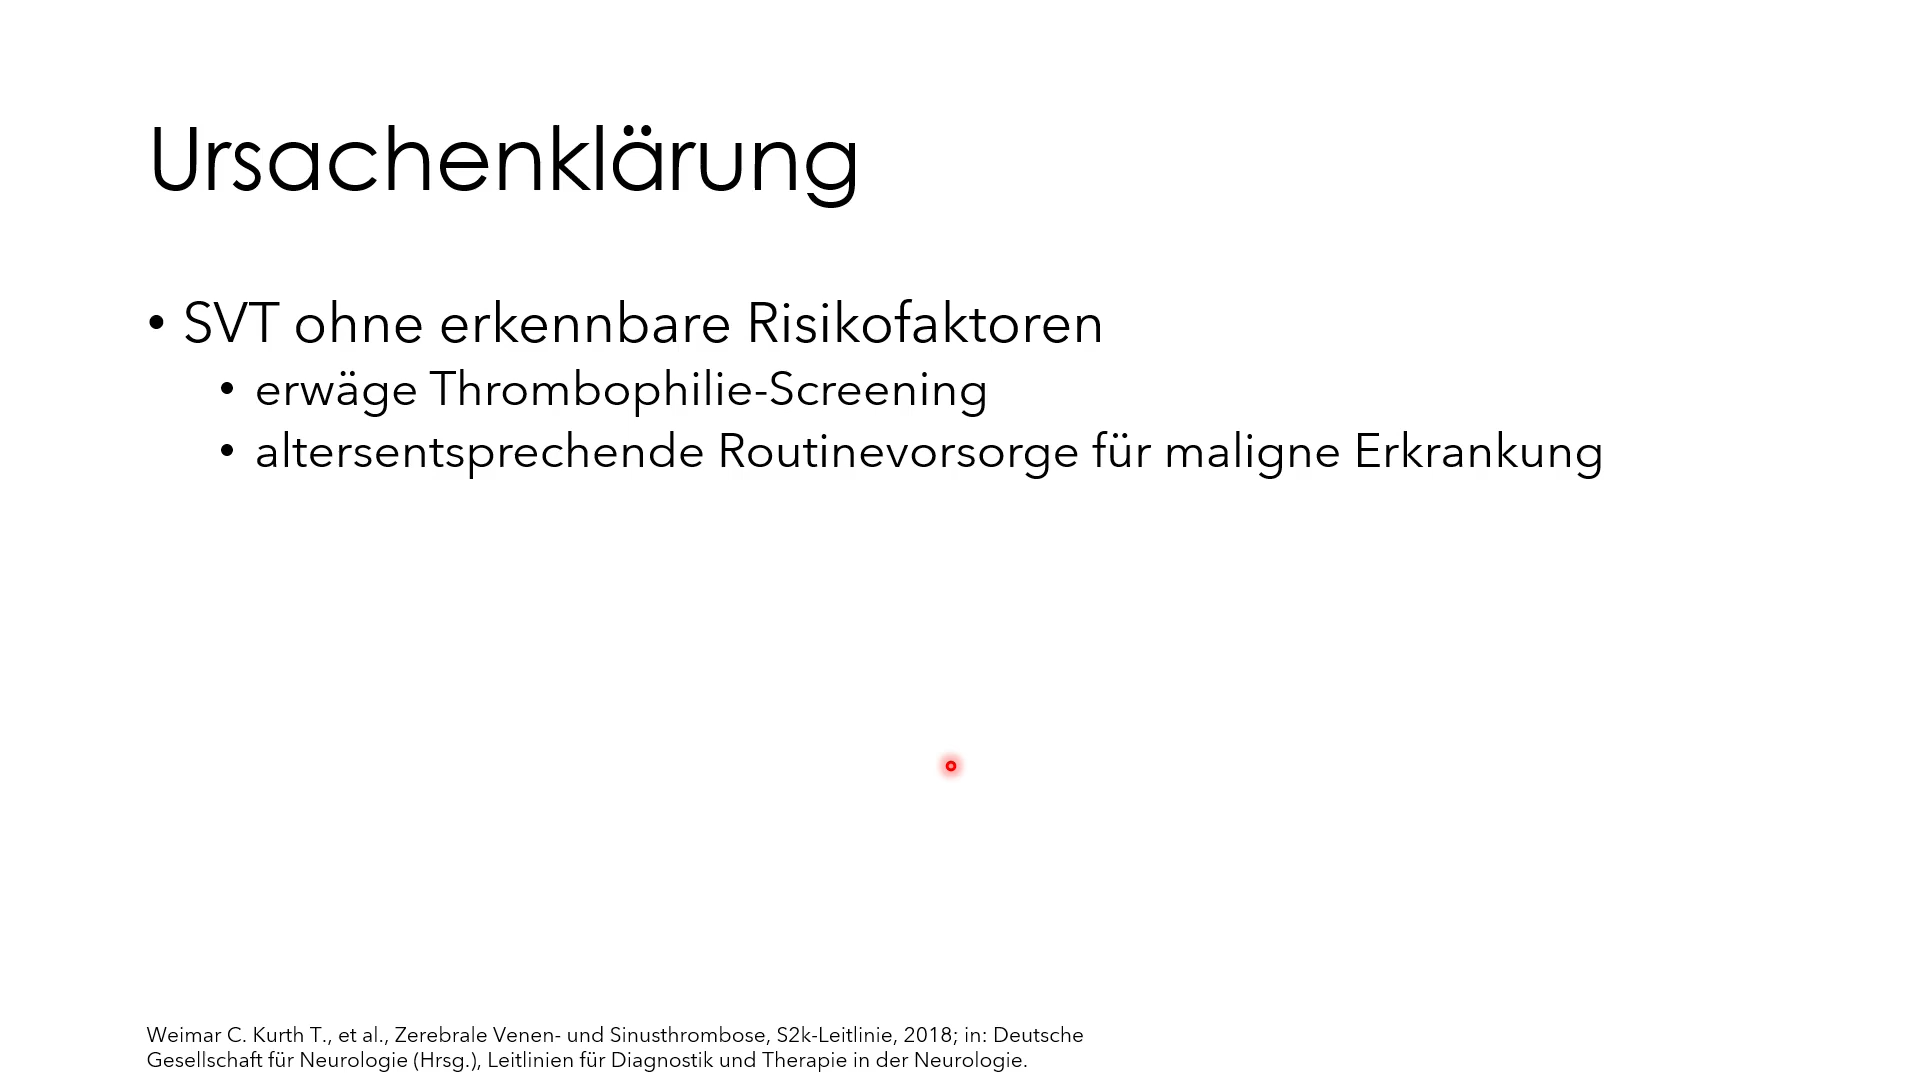 Ursachenklärung
• SVT ohne erkennbare Risikofaktoren
• erwäge Thrombophilie-Screening
• altersentsprechende Routinevorsorge für maligne Erkrankung
Weimar C. Kurth T., et al., Zerebrale Venen- und Sinusthrombose, S2k-Leitlinie, 2018; in: Deutsche
Gesellschaft für Neurologie (Hrsg.), Leitlinien für Diagnostik und Therapie in der Neurologie.